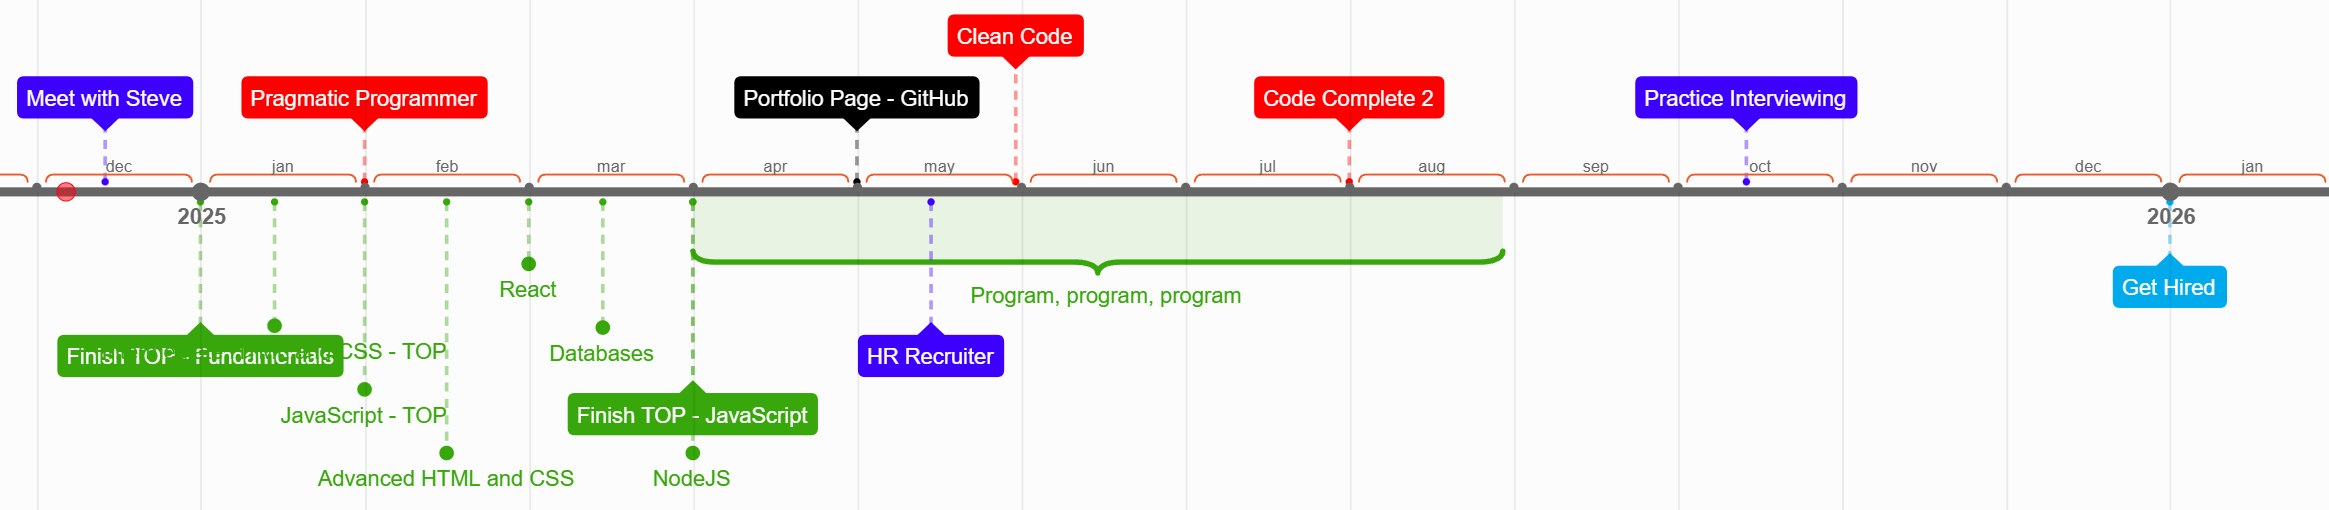 Clean Code
Meet with Steve
Pragmatic Programmer
Portfolio Page - GitHub
Code Complete 2
Practice Interviewing
dec
jan
feb
mar
apr
may
jun
jul
aug
sep
oct
nov
dec
jan
2025
2026
React
Program, program, program
Get Hired
Finish TOP - Fundamentals
CSS - TOP
Databases
HR Recruiter
JavaScript - TOP
Finish TOP - JavaScript
Advanced HTML and CSS
NodeJS